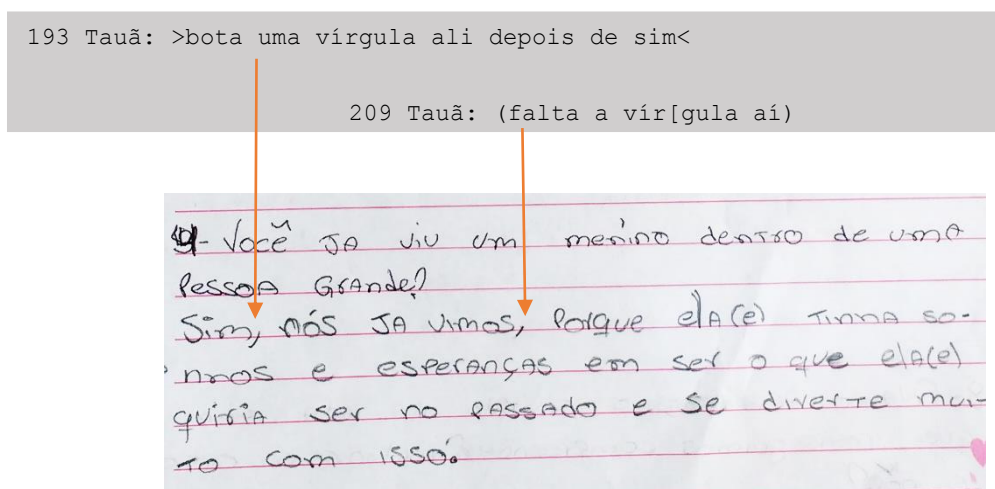 193 Tauã: >bota uma vírgula ali depois de sim<
209 Tauã: (falta a vír[gula aí)
9- Você JA viu um menino dentro de uma
Pessoa Grande?
Sim, nós JA vimos, Porque ela(e) Tinha so-
nhos e esperanças em ser o que ela(e)
quiria ser no passado e se diverte mui-
to com isso.